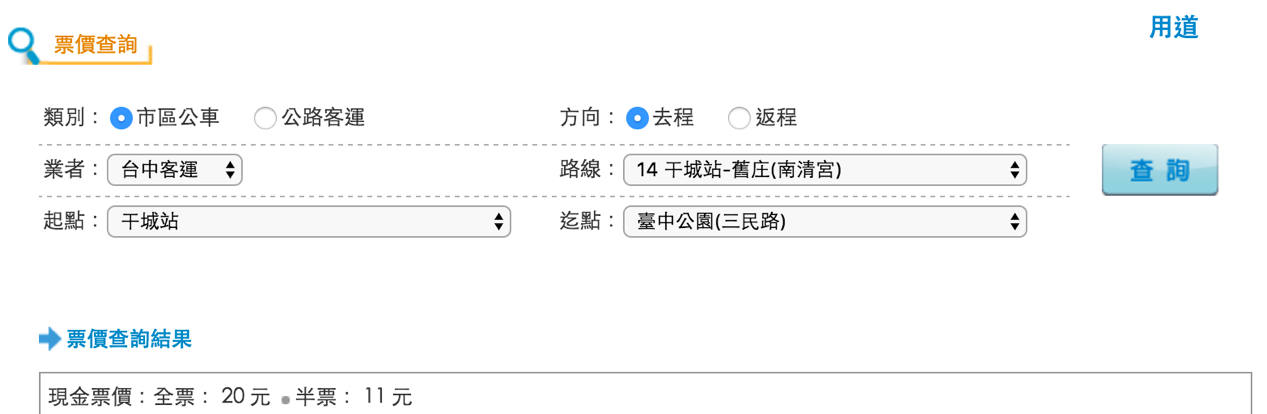 用道
票價查詢
類別： 市區公車 公路客運 方向： 去程 返程
業者： 台中客運 路線： 14 干城站-舊庄(南清宮) 查 詢
起點： 干城站 迄點： 臺中公園(三民路)
票價查詢結果
現金票價：全票： 20 元 半票： 11 元